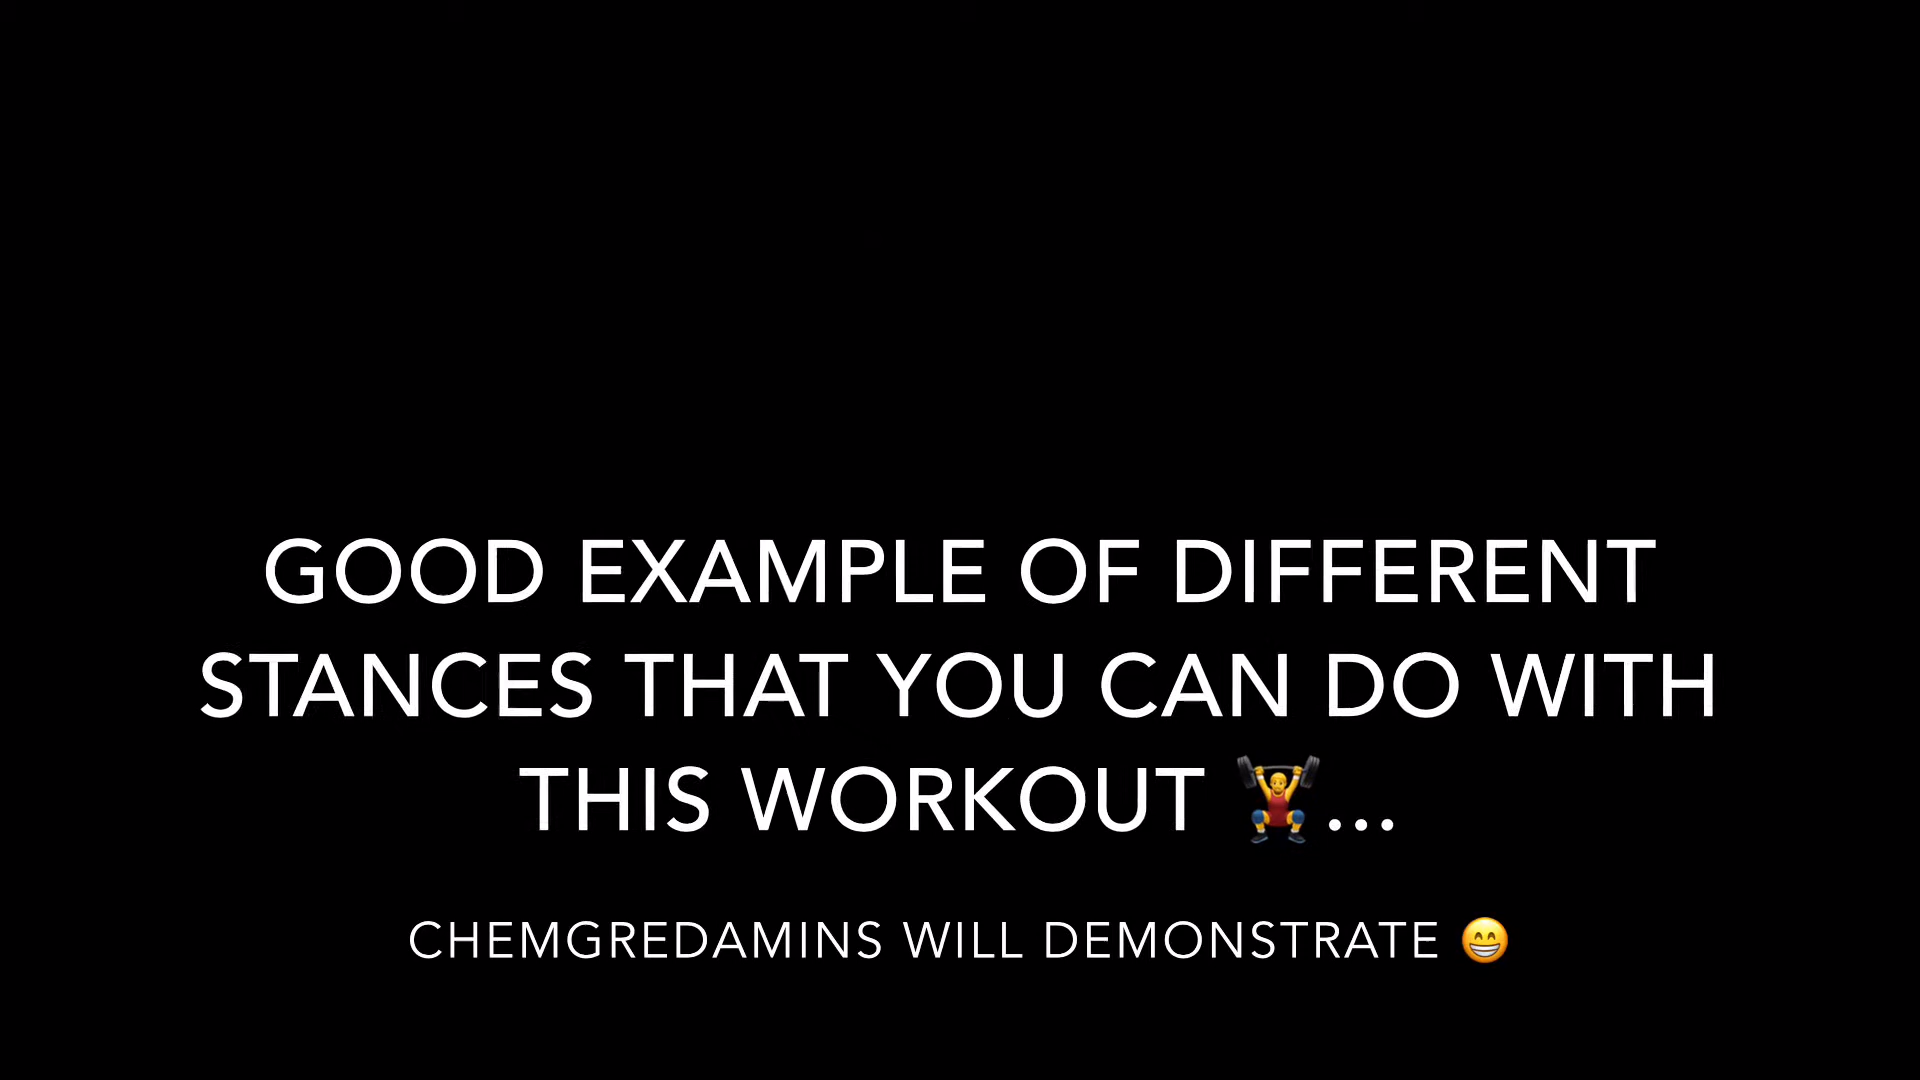 GOOD EXAMPLE OF DIFFERENT
STANCES THAT YOU CAN DO WITH
THIS WORKOUT 🏋️...
CHEMGREDAMINS WILL DEMONSTRATE 😁